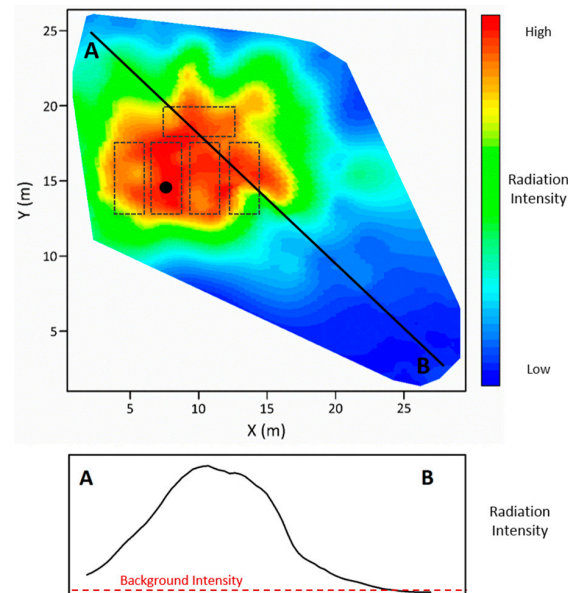 25
20
15
10
5
Y (m)
A
B
5
10
15
20
25
X (m)
High
Radiation
Intensity
Low
A
B
Background Intensity
Radiation
Intensity